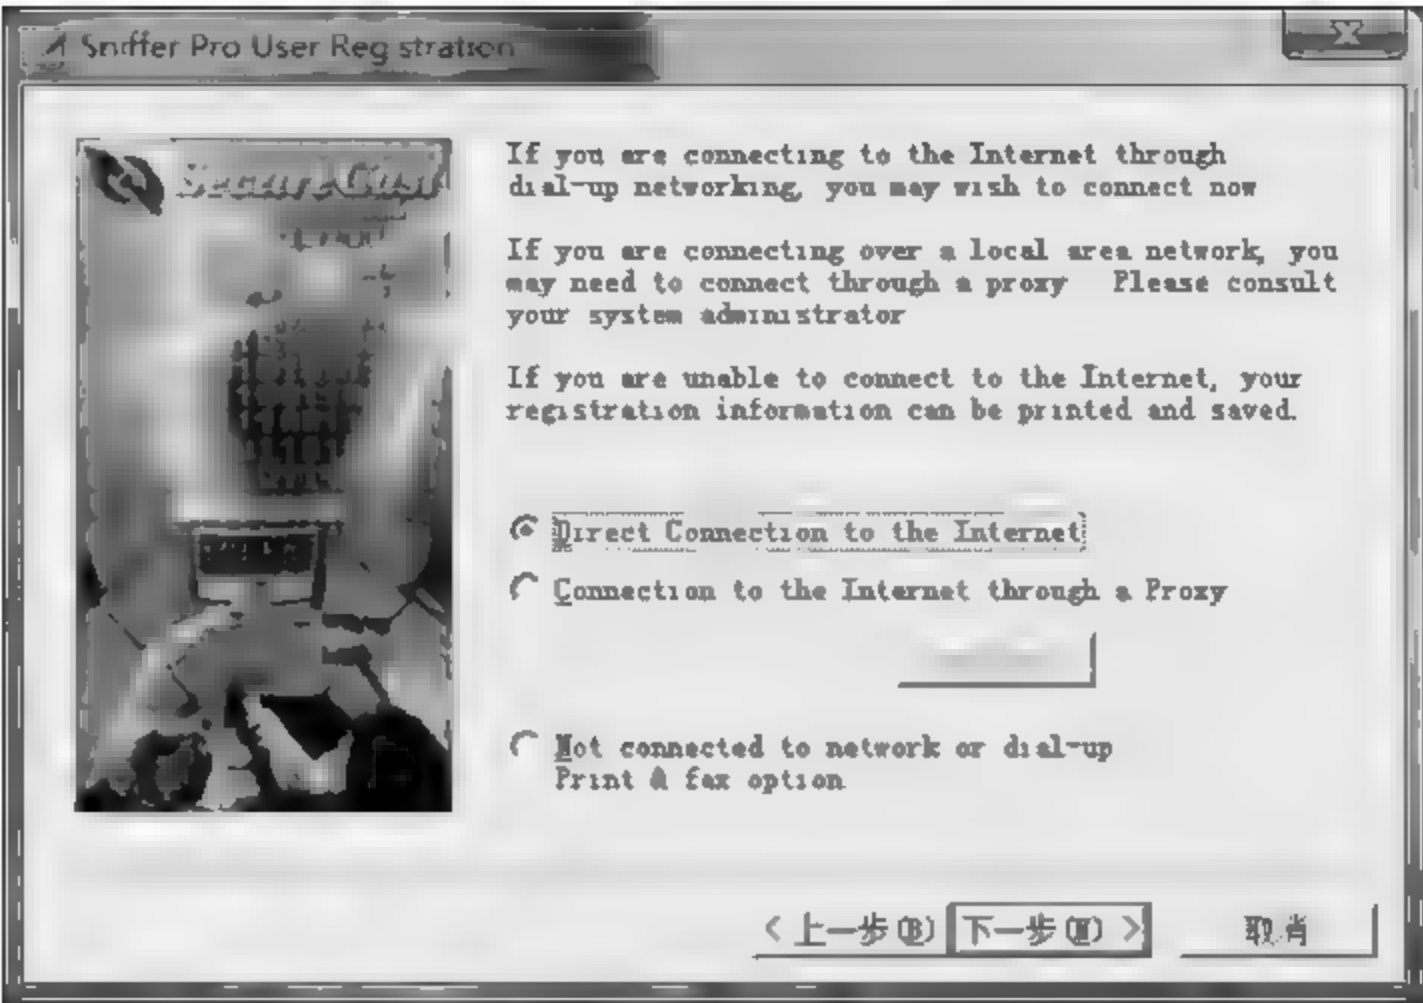 Sniffer Pro User Registration
If you are connecting to the Internet through
dial-up networking, you may wish to connect now
If you are connecting over a local area network, you
may need to connect through a proxy Please consult
your system administrator
If you are unable to connect to the Internet, your
registration information can be printed and saved.
Direct Connection to the Internet
Connection to the Internet through a Proxy
Not connected to network or dial-up
Print & fax option
< 上一步(B) 下一步(N) > 取消